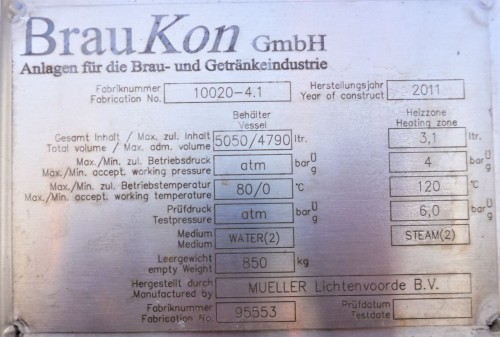 BrauKon GmbH
Anlagen für die Brau- und Getränkeindustrie
Fabriknummer Herstellungsjahr
Fabrication No. 10020-4.1 Year of construct 2011
Behälter Heizzone
Vessel Heating zone
Gesamt Inhalt / Max. zul. Inhalt
Total volume / Max. adm. volume 5050/4790 ltr. 3,1 ltr.
Max./Min. zul. Betriebsdruck Ü Ü
Max./Min. accept. working pressure atm bar g 4 bar g
Max./Min. zul. Betriebstemperatur
Max./Min. accept. working temperature 80/0 °C 120 °C
Prüfdruck Ü Ü
Testpressure atm bar g 6,0 bar g
Medium
Medium WATER(2) STEAM(2)
Leergewicht
empty Weight 850 kg
Hergestellt durch
Manufactured by MUELLER Lichtenvoorde B.V.
Fabriknummer Prüfdatum
Fabrication No. 95553 Testdate